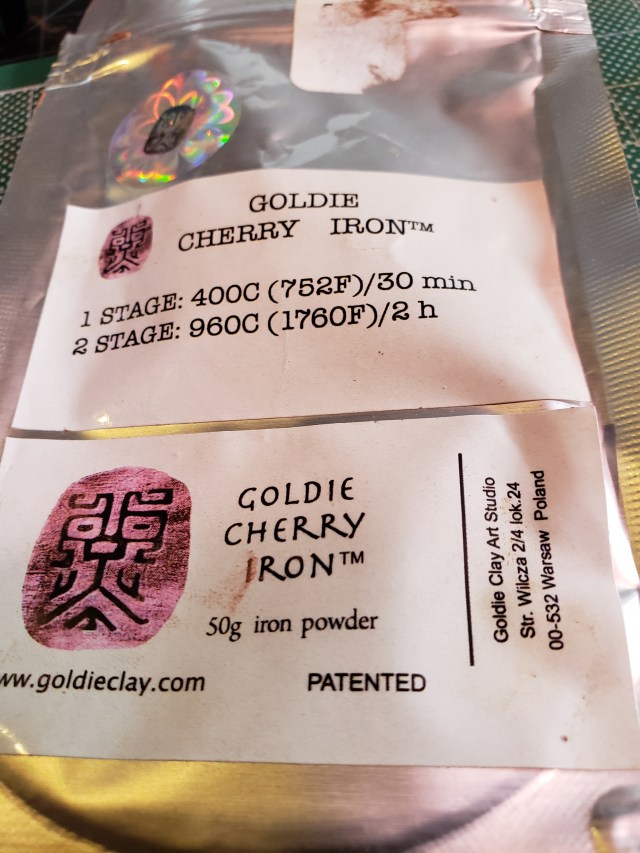 GOLDIE
CHERRY IRON™
1 STAGE: 400C (752F)/30 min
2 STAGE: 960C (1760F)/2 h
GOLDIE
CHERRY
IRON™
50g iron powder
www.goldieclay.com
PATENTED
Goldie Clay Art Studio
Str. Wilcza 2/4 lok.24
00-532 Warsaw Poland